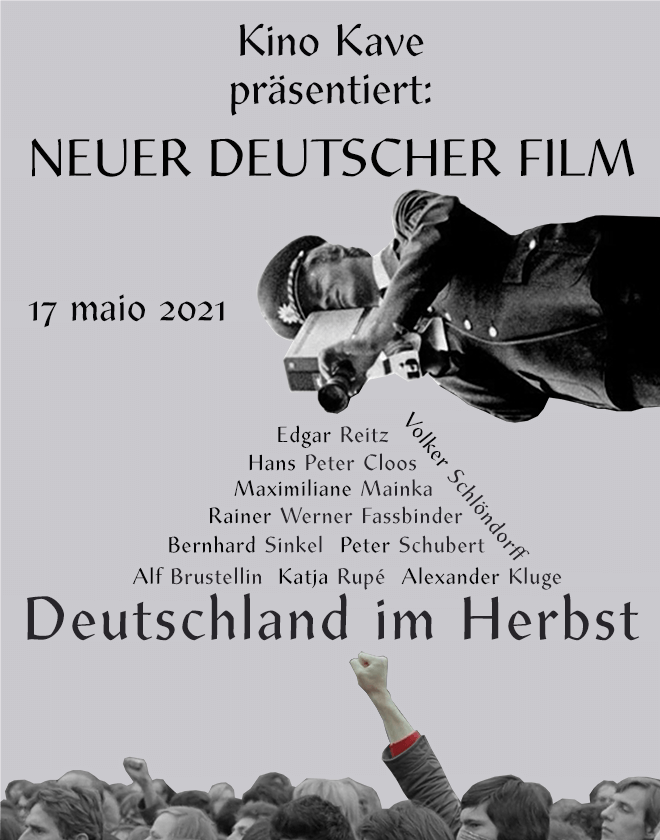 Kino Kave
präsentiert:
NEUER DEUTSCHER FILM
17 maio 2021
Edgar Reitz
Volker Schlöndorff
Hans Peter Cloos
Maximiliane Mainka
Rainer Werner Fassbinder
Bernhard Sinkel Peter Schubert
Alf Brustellin Katja Rupé Alexander Kluge
Deutschland im Herbst